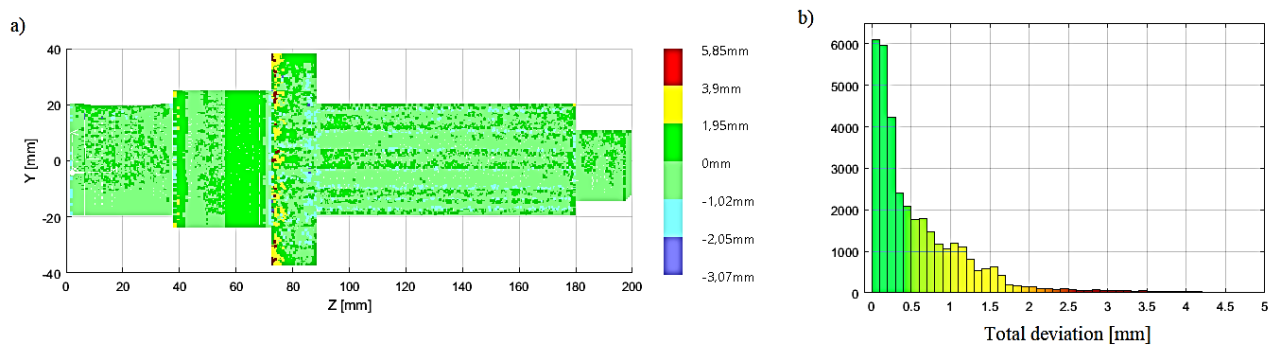 a)
40
20
0
-20
-40
Y [mm]
0 20 40 60 80 100 120 140 160 180 200
Z [mm]
5,85mm
3,9mm
1,95mm
0mm
-1,02mm
-2,05mm
-3,07mm
b)
6000
5000
4000
3000
2000
1000
0
0 0.5 1 1.5 2 2.5 3 3.5 4 4.5 5
Total deviation [mm]